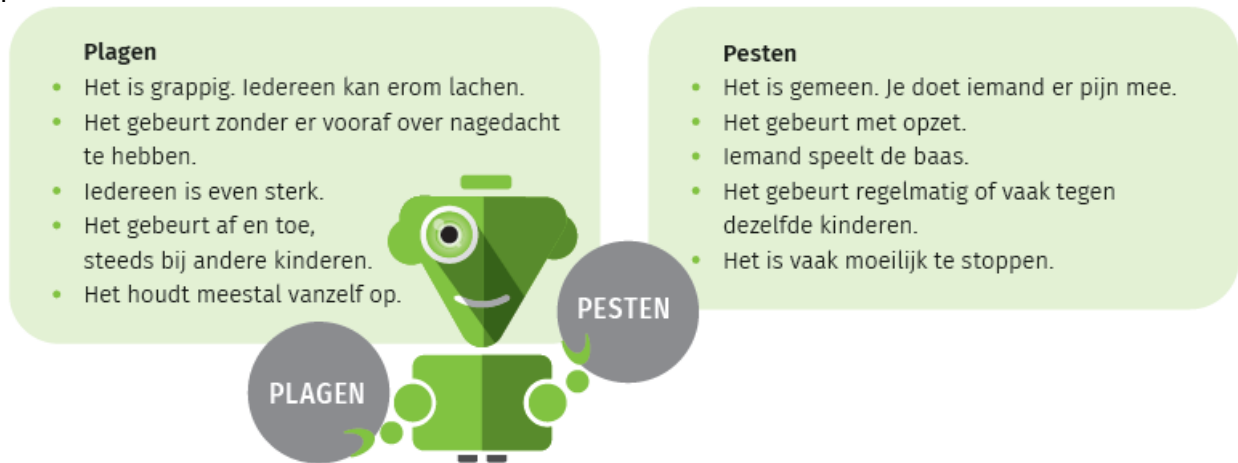 Plagen
• Het is grappig. Iedereen kan erom lachen.
• Het gebeurt zonder er vooraf over nagedacht
te hebben.
• Iedereen is even sterk.
• Het gebeurt af en toe,
steeds bij andere kinderen.
• Het houdt meestal vanzelf op.
Pesten
• Het is gemeen. Je doet iemand er pijn mee.
• Het gebeurt met opzet.
• Iemand speelt de baas.
• Het gebeurt regelmatig of vaak tegen
dezelfde kinderen.
• Het is vaak moeilijk te stoppen.
PLAGEN
PESTEN